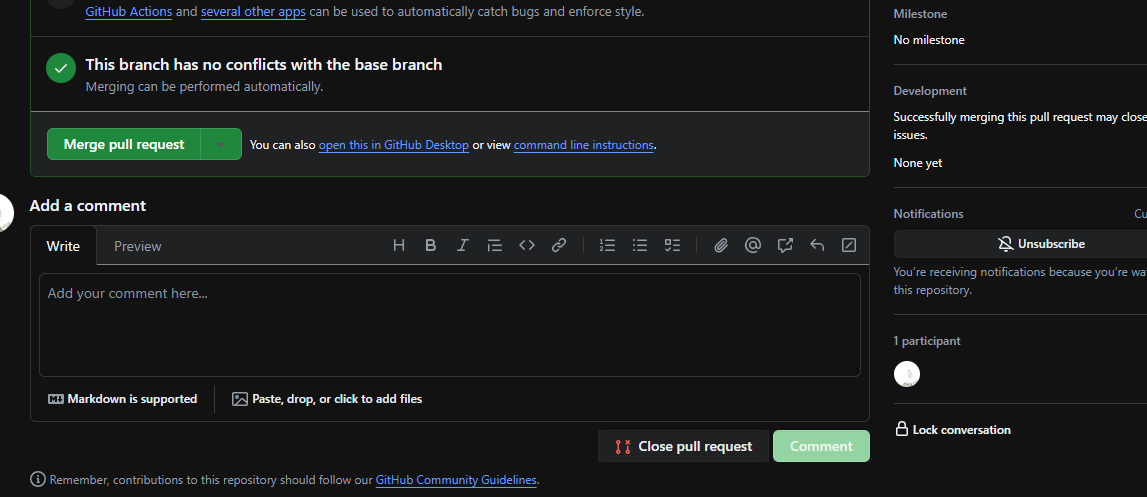 GitHub Actions and several other apps can be used to automatically catch bugs and enforce style.
This branch has no conflicts with the base branch
Merging can be performed automatically.
Merge pull request
You can also open this in GitHub Desktop or view command line instructions.
Add a comment
Write
Preview
Add your comment here...
Markdown is supported
Paste, drop, or click to add files
Close pull request
Comment
Remember, contributions to this repository should follow our GitHub Community Guidelines.
Milestone
No milestone
Development
Successfully merging this pull request may close
issues.
None yet
Notifications
Unsubscribe
You're receiving notifications because you're
this repository.
1 participant
Lock conversation